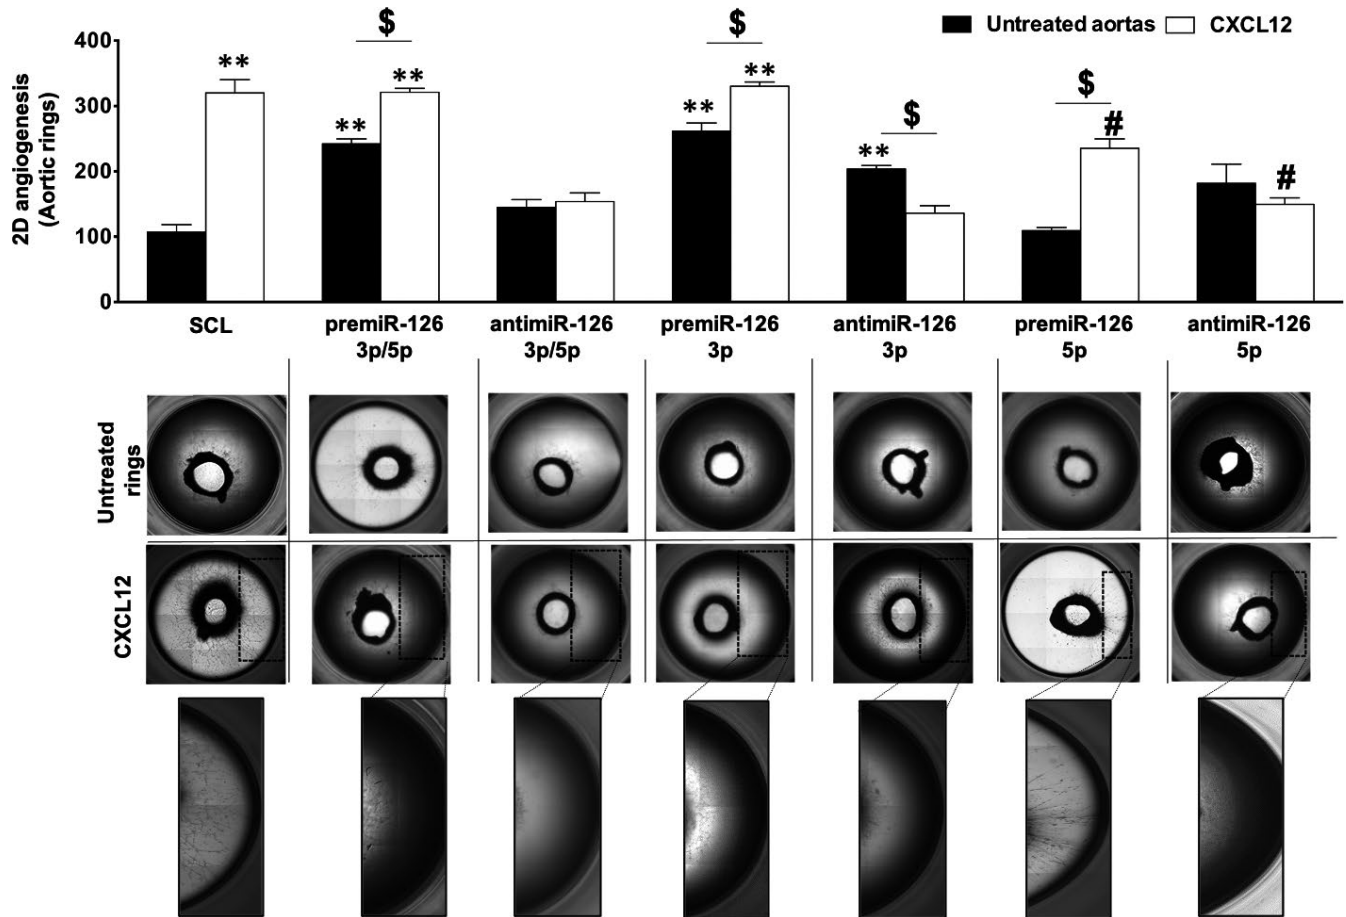 Untreated aortas CXCL12
2D angiogenesis
(Aortic rings)
400
300
200
100
0
** $ ** ** $ ** ** $ ** $ # #
SCL premiR-126 antimiR-126 premiR-126 antimiR-126 premiR-126 antimiR-126
3p/5p 3p/5p 3p 3p 5p 5p
Untreated
rings
CXCL12